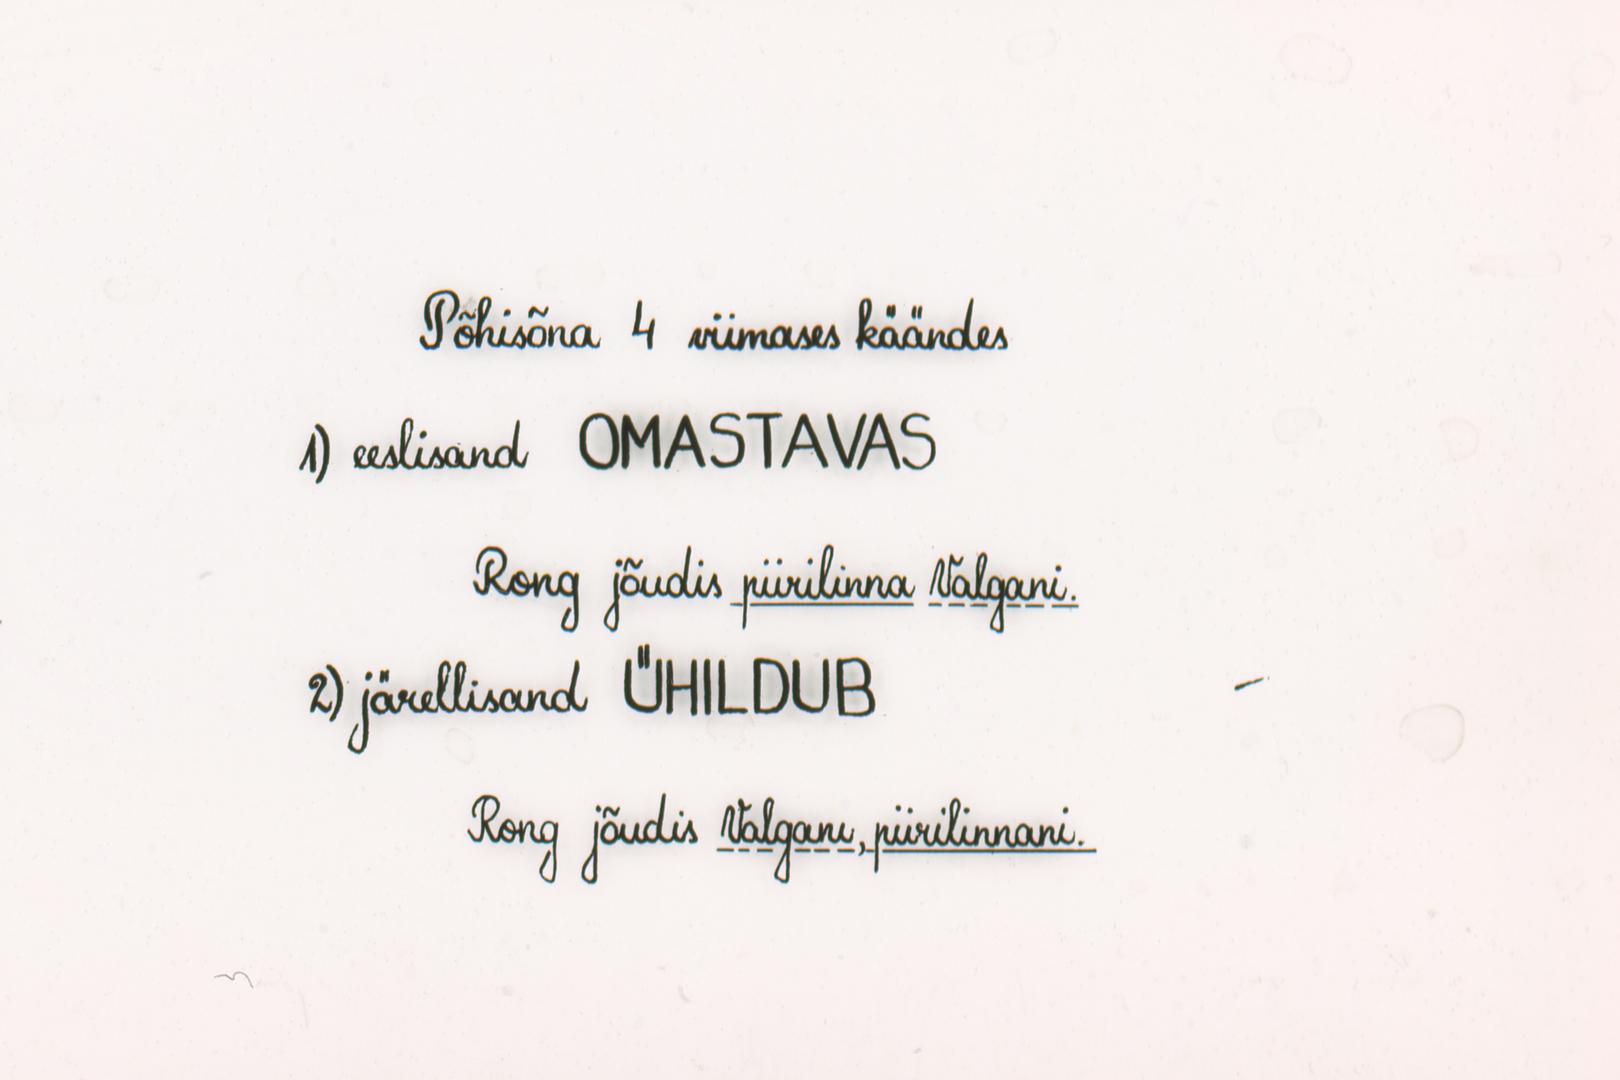 Põhisõna 4 viimases käändes
1) eeslisand OMASTAVAS
Rong jõudis piirilinna Valgani.
2) järellisand ÜHILDUB
Rong jõudis Valgani, piirilinnani.